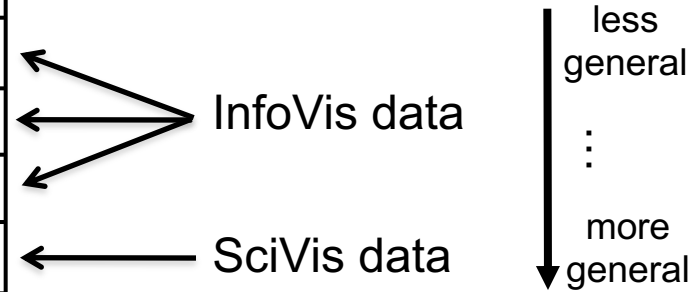 less
general
InfoVis data
⋮
more
general
SciVis data